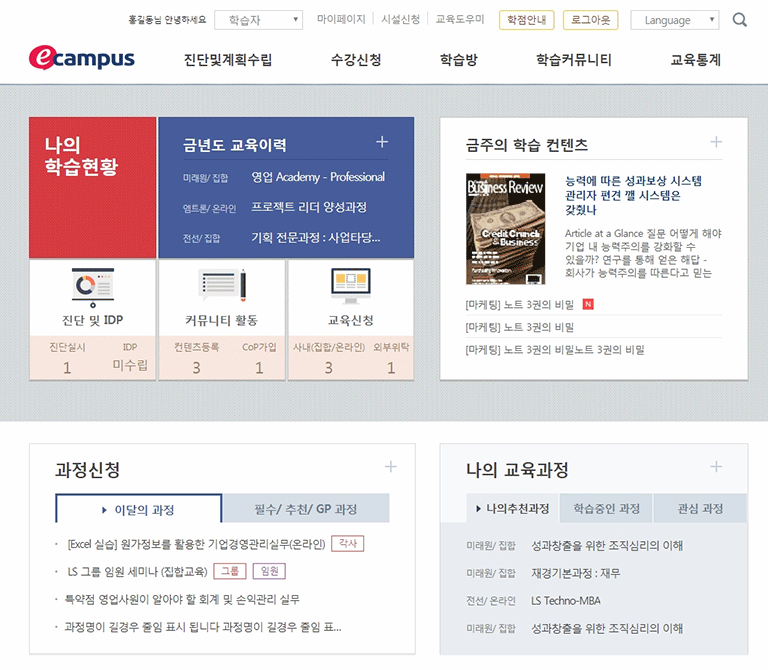 홍길동님 안녕하세요 학습자 마이페이지 시설신청 교육도우미 학점안내 로그아웃 Language
ecampus 진단및계획수립 수강신청 학습방 학습커뮤니티 교육통계
나의
학습현황
금년도 교육이력
미래원/ 집합 영업 Academy - Professional
엠트론/ 온라인 프로젝트 리더 양성과정
전선/ 집합 기획 전문과정 : 사업타당...
진단 및 IDP
진단실시 IDP
1 미수립
커뮤니티 활동
컨텐츠등록 CoP가입
3 1
교육신청
사내(집합/온라인) 외부위탁
3 1
금주의 학습 컨텐츠
Business Review
Credit Crunch
& Business
능력에 따른 성과보상 시스템
관리자 편견 깰 시스템은
갖췄나
Article at a Glance 질문 어떻게 해야
기업 내 능력주의를 강화할 수
있을까? 연구를 통해 얻은 해답 -
회사가 능력주의를 따른다고 믿는
[마케팅] 노트 3권의 비밀 N
[마케팅] 노트 3권의 비밀
[마케팅] 노트 3권의 비밀노트 3권의 비밀
과정신청
이달의 과정 필수/ 추천/ GP 과정
[Excel 실습] 원가정보를 활용한 기업경영관리실무(온라인) 각사
LS 그룹 임원 세미나 (집합교육) 그룹 임원
특약점 영업사원이 알아야 할 회계 및 손익관리 실무
과정명이 길경우 줄임 표시 됩니다 과정명이 길경우 줄임 표...
나의 교육과정
나의추천과정 학습중인 과정 관심 과정
미래원/ 집합 성과창출을 위한 조직심리의 이해
미래원/ 집합 재경기본과정 : 재무
전선/ 온라인 LS Techno-MBA
미래원/ 집합 성과창출을 위한 조직심리의 이해